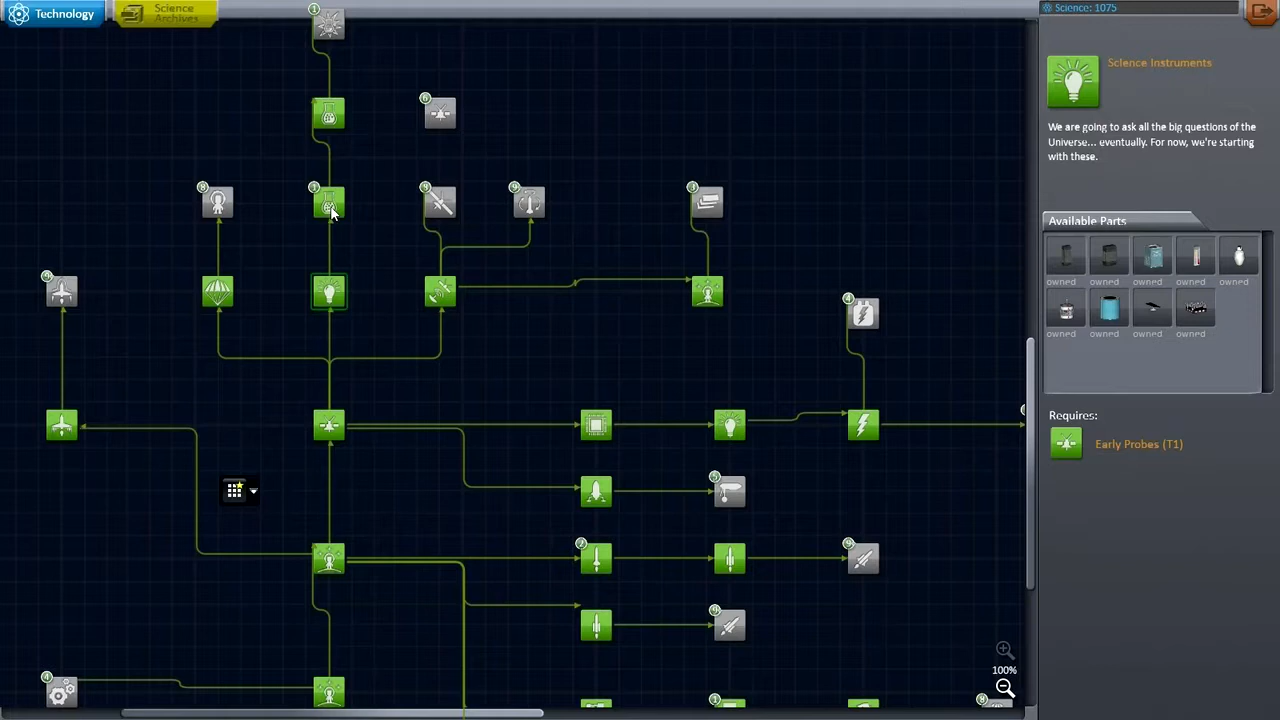 Technology
Science
Archives
Science: 1075
Science Instruments
We are going to ask all the big questions of the
Universe... eventually. For now, we're starting
with these.
Available Parts
owned owned owned owned owned
owned owned owned owned
Requires:
Early Probes (T1)
100%